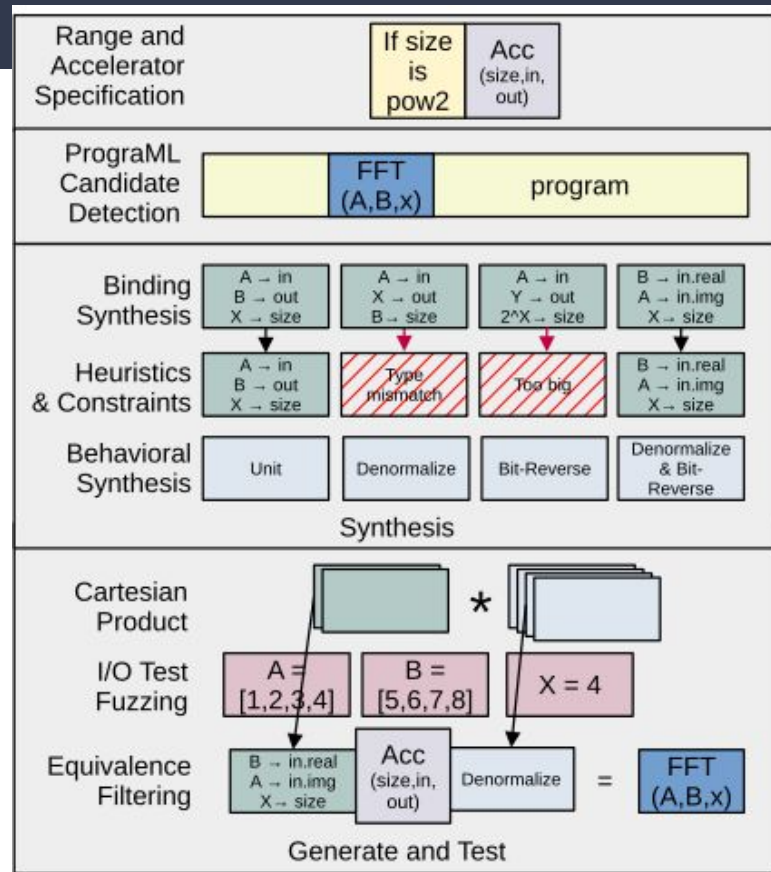 Range and
Accelerator
Specification
If size
is
pow2
Acc
(size,in,
out)
PrograML
Candidate
Detection
FFT
(A,B,x)
program
Binding
Synthesis
A → in
B → out
X → size
A → in
X → out
B → size
A → in
Y → out
2^X → size
B → in.real
A → in.img
X → size
Heuristics
& Constraints
A → in
B → out
X → size
Type
mismatch
Too big
B → in.real
A → in.img
X → size
Behavioral
Synthesis
Unit
Denormalize
Bit-Reverse
Denormalize
& Bit-
Reverse
Synthesis
Cartesian
Product
*
I/O Test
Fuzzing
A =
[1,2,3,4]
B =
[5,6,7,8]
X = 4
Equivalence
Filtering
B → in.real
A → in.img
X → size
Acc
(size,in,
out)
Denormalize
=
FFT
(A,B,x)
Generate and Test